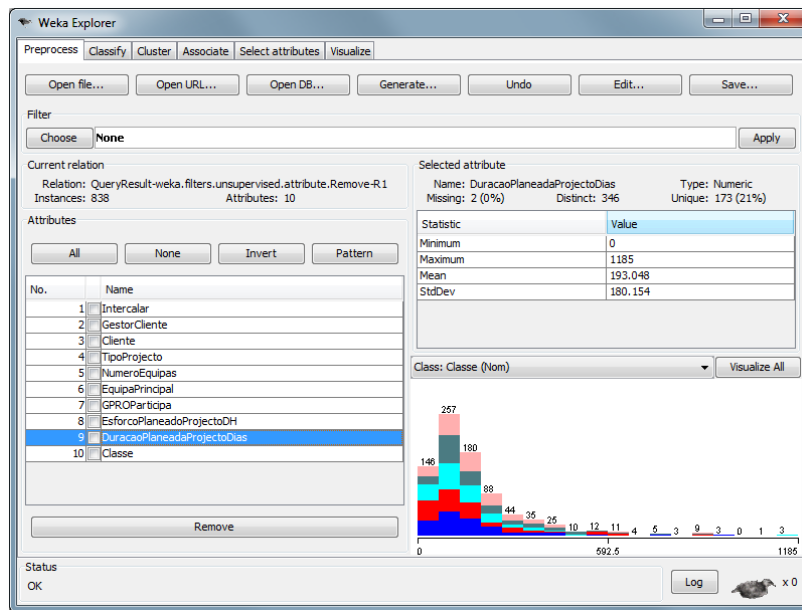 Weka Explorer
Preprocess Classify Cluster Associate Select attributes Visualize
Open file... Open URL... Open DB... Generate... Undo Edit... Save...
Filter
Choose None Apply
Current relation
Relation: QueryResult-weka.filters.unsupervised.attribute.Remove-R1
Instances: 838 Attributes: 10
Attributes
All None Invert Pattern
No. Name
1 Intercalar
2 GestorCliente
3 Cliente
4 TipoProjecto
5 NumeroEquipas
6 EquipaPrincipal
7 GPROParticipa
8 EsforcoPlaneadoProjectoDH
9 DuracaoPlaneadaProjectoDias
10 Classe
Remove
Selected attribute
Name: DuracaoPlaneadaProjectoDias Type: Numeric
Missing: 2 (0%) Distinct: 346 Unique: 173 (21%)
Statistic Value
Minimum 0
Maximum 1185
Mean 193.048
StdDev 180.154
Class: Classe (Nom) Visualize All
146 257 180 88 44 35 25 10 12 11 4 5 3 9 3 0 1 3
0 592.5 1185
Status
OK
Log x 0